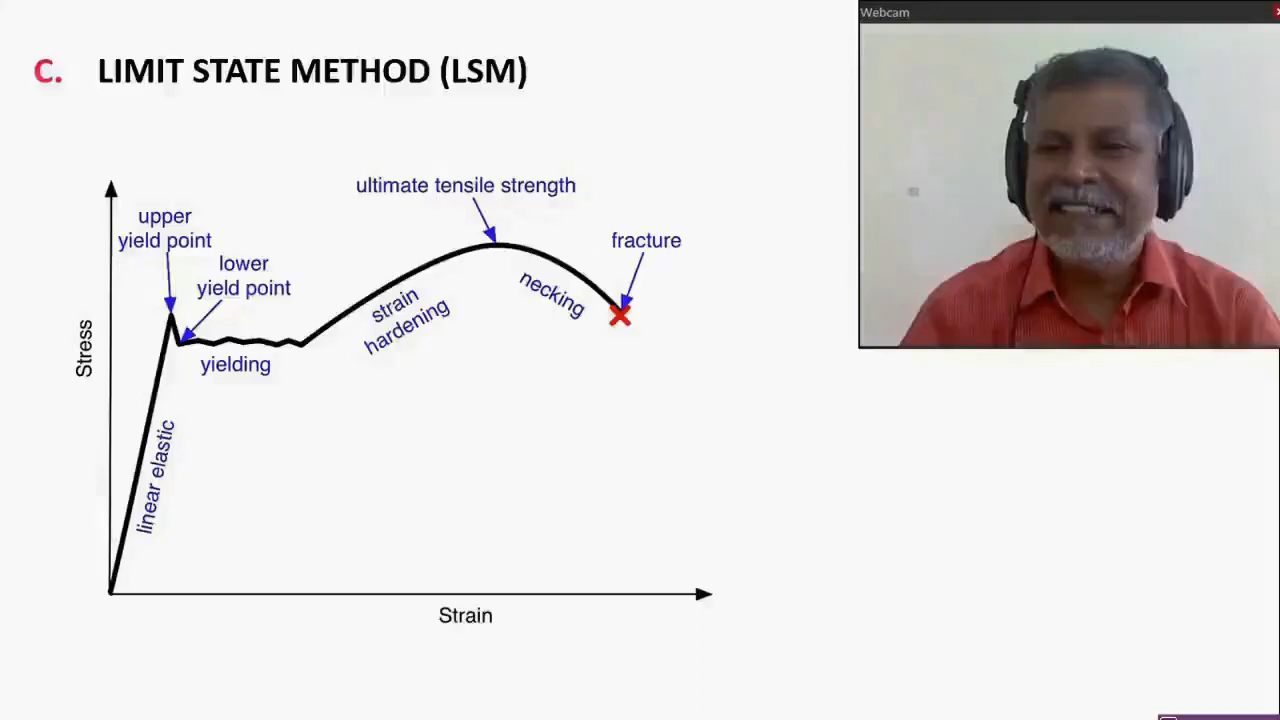 Webcam
C. LIMIT STATE METHOD (LSM)
ultimate tensile strength
upper
yield point
fracture
lower
yield point
necking
strain
hardening
Stress
yielding
linear elastic
Strain